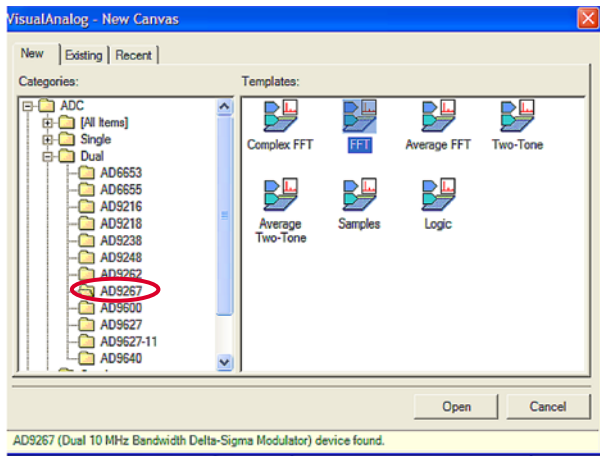 VisualAnalog - New Canvas
New Existing Recent
Categories:
Templates:
ADC
[All Items]
Single
Dual
AD6653
AD6655
AD9216
AD9218
AD9238
AD9248
AD9262
AD9267
AD9600
AD9627
AD9627-11
AD9640
Complex FFT FFT Average FFT Two-Tone
Average Two-Tone Samples Logic
Open Cancel
AD9267 (Dual 10 MHz Bandwidth Delta-Sigma Modulator) device found.